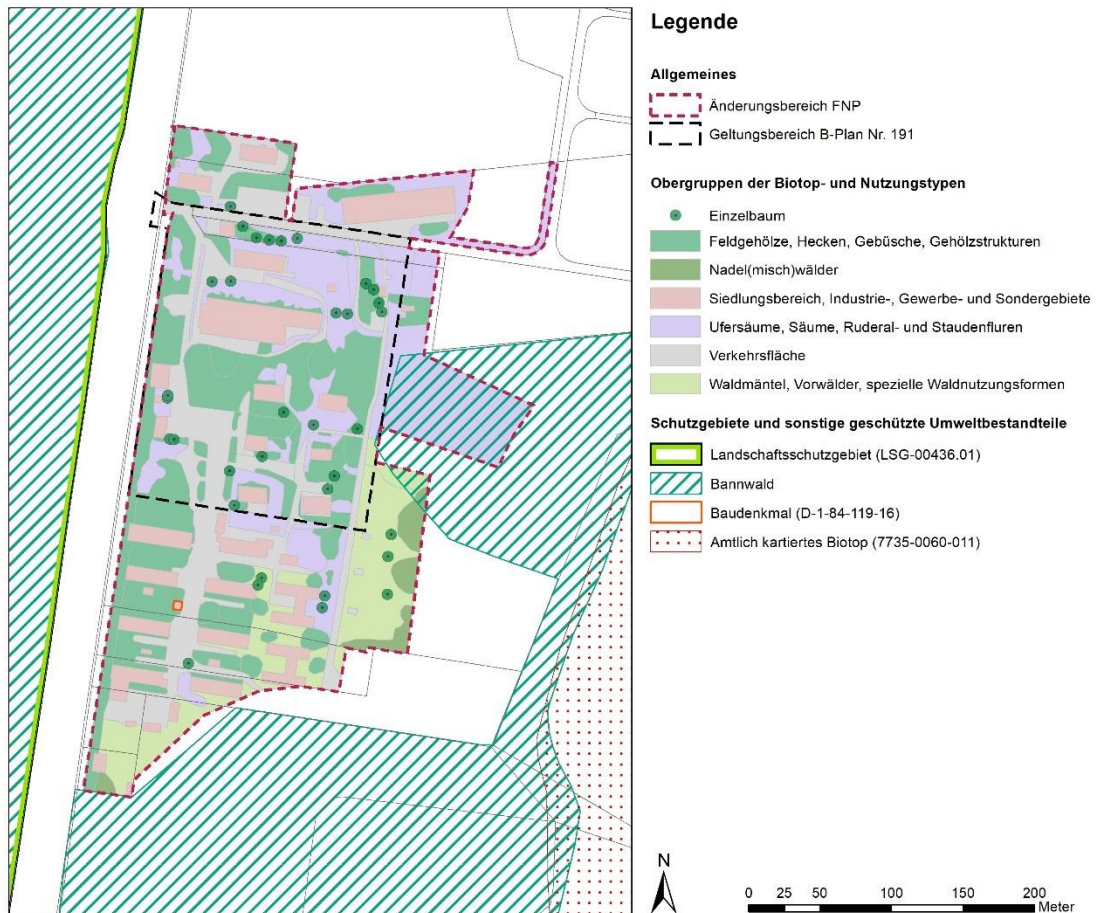 Legende
Allgemeines
Änderungsbereich FNP
Geltungsbereich B-Plan Nr. 191
Obergruppen der Biotop- und Nutzungstypen
Einzelbaum
Feldgehölze, Hecken, Gebüsche, Gehölzstrukturen
Nadel(misch)wälder
Siedlungsbereich, Industrie-, Gewerbe- und Sondergebiete
Ufersäume, Säume, Ruderal- und Staudenfluren
Verkehrsfläche
Waldmäntel, Vorwälder, spezielle Waldnutzungsformen
Schutzgebiete und sonstige geschützte Umweltbestandteile
Landschaftsschutzgebiet (LSG-00436.01)
Bannwald
Baudenkmal (D-1-84-119-16)
Amtlich kartiertes Biotop (7735-0060-011)
N
0 25 50 100 150 200
Meter